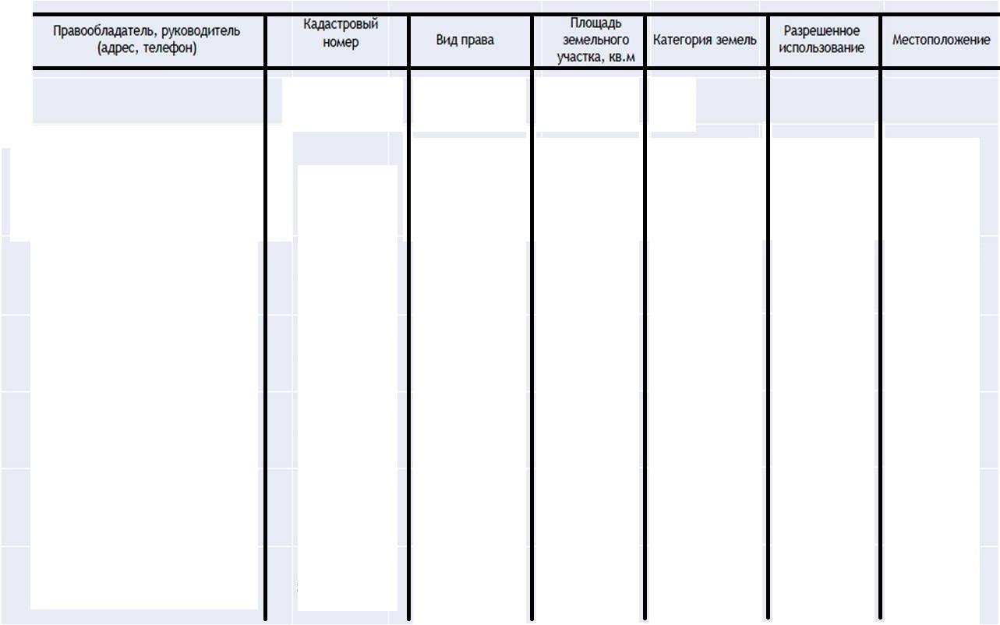 Правообладатель, руководитель
(адрес, телефон)
Кадастровый
номер
Вид права
Площадь
земельного
участка, кв.м
Категория земель
Разрешенное
использование
Местоположение